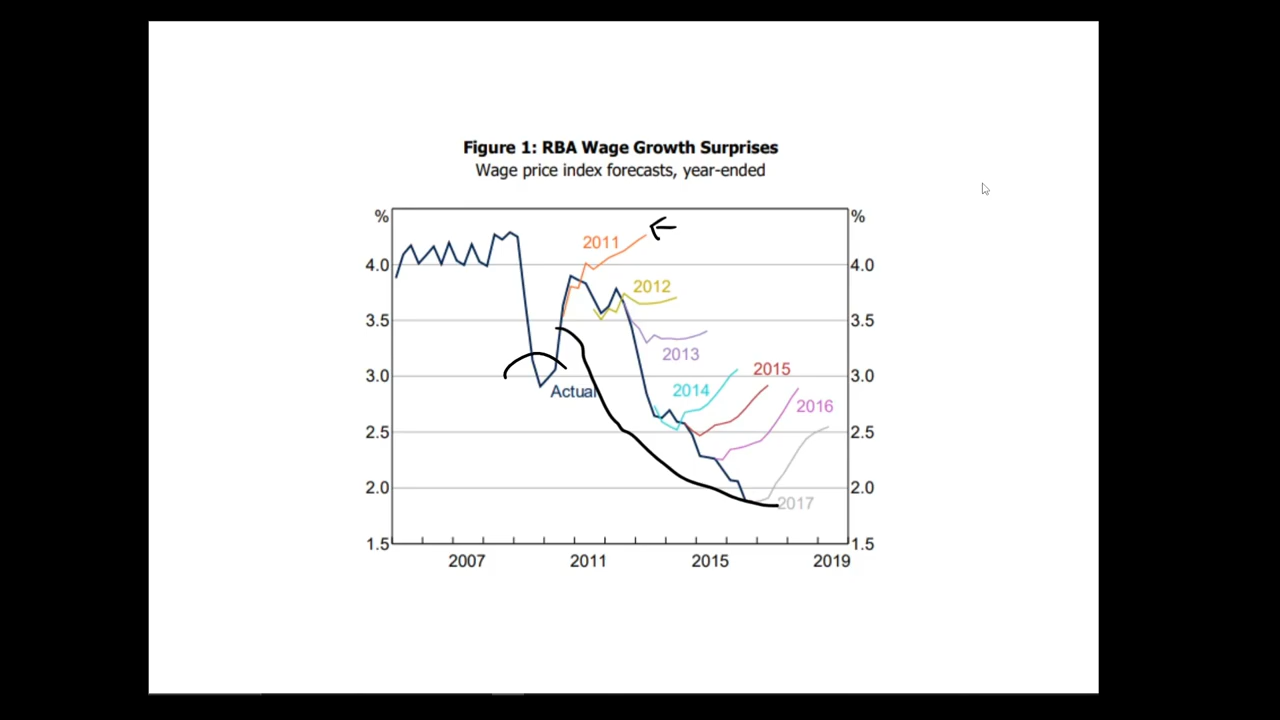 Figure 1: RBA Wage Growth Surprises
Wage price index forecasts, year-ended
% %
2011
4.0 4.0
2012
3.5 3.5
2013
3.0 2015 3.0
Actual 2014
2016
2.5 2.5
2.0 2.0
2017
1.5 1.5
2007 2011 2015 2019